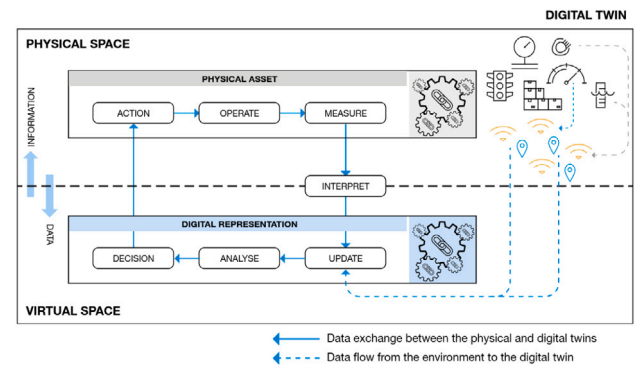 DIGITAL TWIN
PHYSICAL SPACE
PHYSICAL ASSET
ACTION
OPERATE
MEASURE
INFORMATION
INTERPRET
DATA
DIGITAL REPRESENTATION
DECISION
ANALYSE
UPDATE
VIRTUAL SPACE
Data exchange between the physical and digital twins
Data flow from the environment to the digital twin